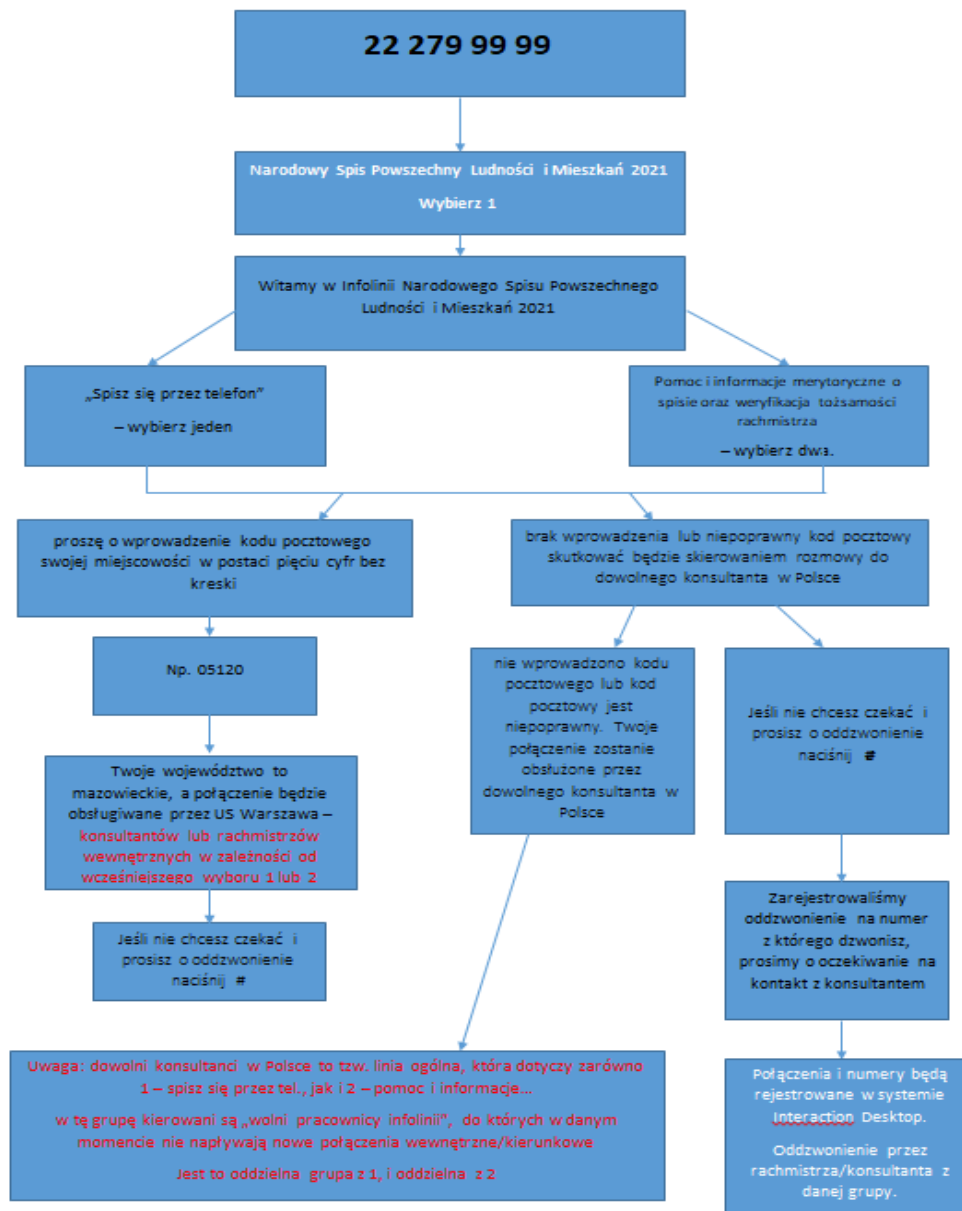 22 279 99 99
Narodowy Spis Powszechny Ludności i Mieszkań 2021
Wybierz 1
Witamy w Infolinii Narodowego Spisu Powszechnego
Ludności i Mieszkań 2021
„Spisz się przez telefon”
– wybierz jeden
Pomoc i informacje merytoryczne o
spisie oraz weryfikacja tożsamości
rachmistrza
– wybierz dwa.
proszę o wprowadzenie kodu pocztowego
swojej miejscowości w postaci pięciu cyfr bez
kreski
brak wprowadzenia lub niepoprawny kod pocztowy
skutkować będzie skierowaniem rozmowy do
dowolnego konsultanta w Polsce
Np. 05120
nie wprowadzono kodu
pocztowego lub kod
pocztowy jest
niepoprawny. Twoje
połączenie zostanie
obsłużone przez
dowolnego konsultanta w
Polsce
Jeśli nie chcesz czekać i
prosisz o oddzwonienie
naciśnij #
Twoje województwo to
mazowieckie, a połączenie będzie
obsługiwane przez US Warszawa –
konsultantów lub rachmistrzów
wewnętrznych w zależności od
wcześniejszego wyboru 1 lub 2
Jeśli nie chcesz czekać i
prosisz o oddzwonienie
naciśnij #
Zarejestrowaliśmy
oddzwonienie na numer
z którego dzwonisz,
prosimy o oczekiwanie na
kontakt z konsultantem
Uwaga: dowolni konsultanci w Polsce to tzw. linia ogólna, która dotyczy zarówno
1 – spisz się przez tel., jak i 2 – pomoc i informacje…
w tę grupę kierowani są „wolni pracownicy infolinii”, do których w danym
momencie nie napływają nowe połączenia wewnętrzne/kierunkowe
Jest to oddzielna grupa z 1, i oddzielna z 2
Połączenia i numery będą
rejestrowane w systemie
Interaction Desktop.
Oddzwonienie przez
rachmistrza/konsultanta z
danej grupy.